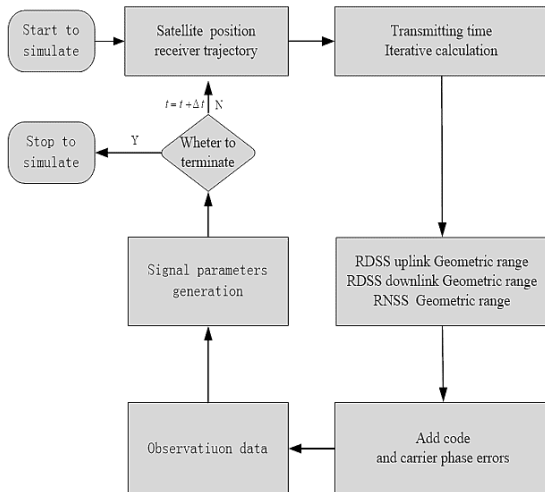 Start to
simulate
Satellite position
receiver trajectory
Transmitting time
Iterative calculation
t=t+Δt N
Stop to
simulate
Y
Wheter to
terminate
Signal parameters
generation
RDSS uplink Geometric range
RDSS downlink Geometric range
RNSS Geometric range
Observatiuon data
Add code
and carrier phase errors